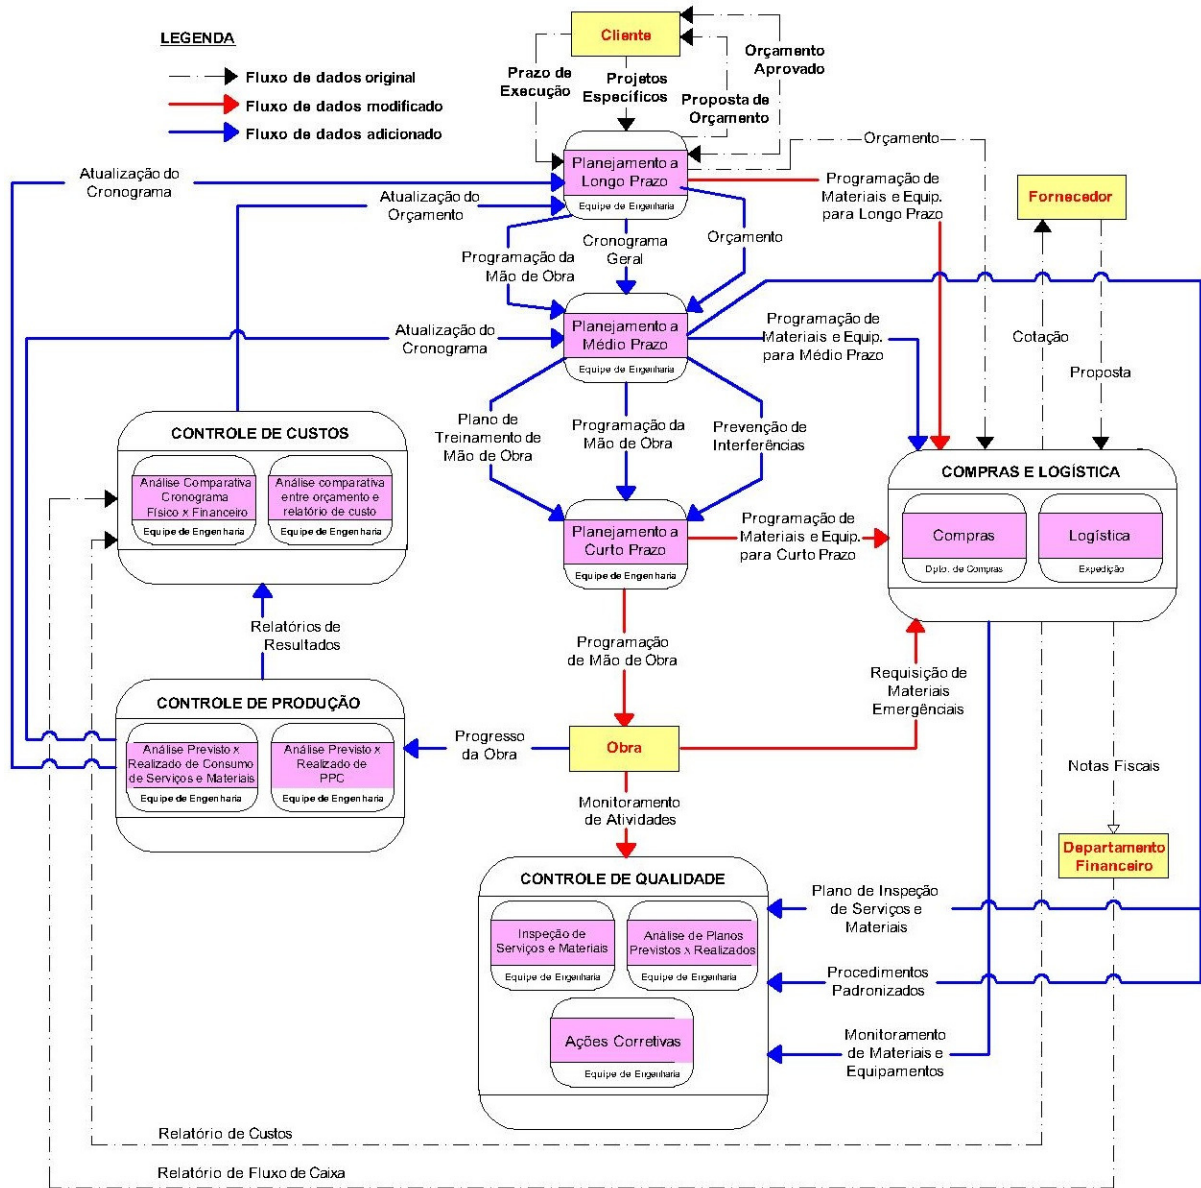 LEGENDA
Fluxo de dados original
Fluxo de dados modificado
Fluxo de dados adicionado
Cliente
Prazo de
Execução
Projetos
Específicos
Proposta de
Orçamento
Orçamento
Aprovado
Atualização do
Cronograma
Planejamento a
Longo Prazo
Equipe de Engenharia
Orçamento
Programação de
Materiais e Equip.
para Longo Prazo
Fornecedor
Atualização do
Orçamento
Programação da
Mão de Obra
Cronograma
Geral
Orçamento
Atualização do
Cronograma
Planejamento a
Médio Prazo
Equipe de Engenharia
Programação de
Materiais e Equip.
para Médio Prazo
Cotação
Proposta
Plano de
Treinamento de
Mão de Obra
Programação da
Mão de Obra
Prevenção de
Interferências
CONTROLE DE CUSTOS
Análise Comparativa
Cronograma
Físico x Financeiro
Equipe de Engenharia
Análise comparativa
entre orçamento e
relatório de custo
Equipe de Engenharia
Planejamento a
Curto Prazo
Equipe de Engenharia
Programação de
Materiais e Equip.
para Curto Prazo
COMPRAS E LOGÍSTICA
Compras
Dpto. de Compras
Logística
Expedição
Relatórios de
Resultados
Programação
de Mão de Obra
Requisição de
Materiais
Emergênciais
CONTROLE DE PRODUÇÃO
Análise Previsto x
Realizado de Consumo
de Serviços e Materiais
Equipe de Engenharia
Análise Previsto x
Realizado de
PPC
Equipe de Engenharia
Progresso
da Obra
Obra
Monitoramento
de Atividades
Notas Fiscais
Departamento
Financeiro
CONTROLE DE QUALIDADE
Inspeção de
Serviços e Materiais
Equipe de Engenharia
Análise de Planos
Previstos x Realizados
Equipe de Engenharia
Ações Corretivas
Equipe de Engenharia
Plano de Inspeção
de Serviços e
Materiais
Procedimentos
Padronizados
Monitoramento
de Materiais e
Equipamentos
Relatório de Custos
Relatório de Fluxo de Caixa